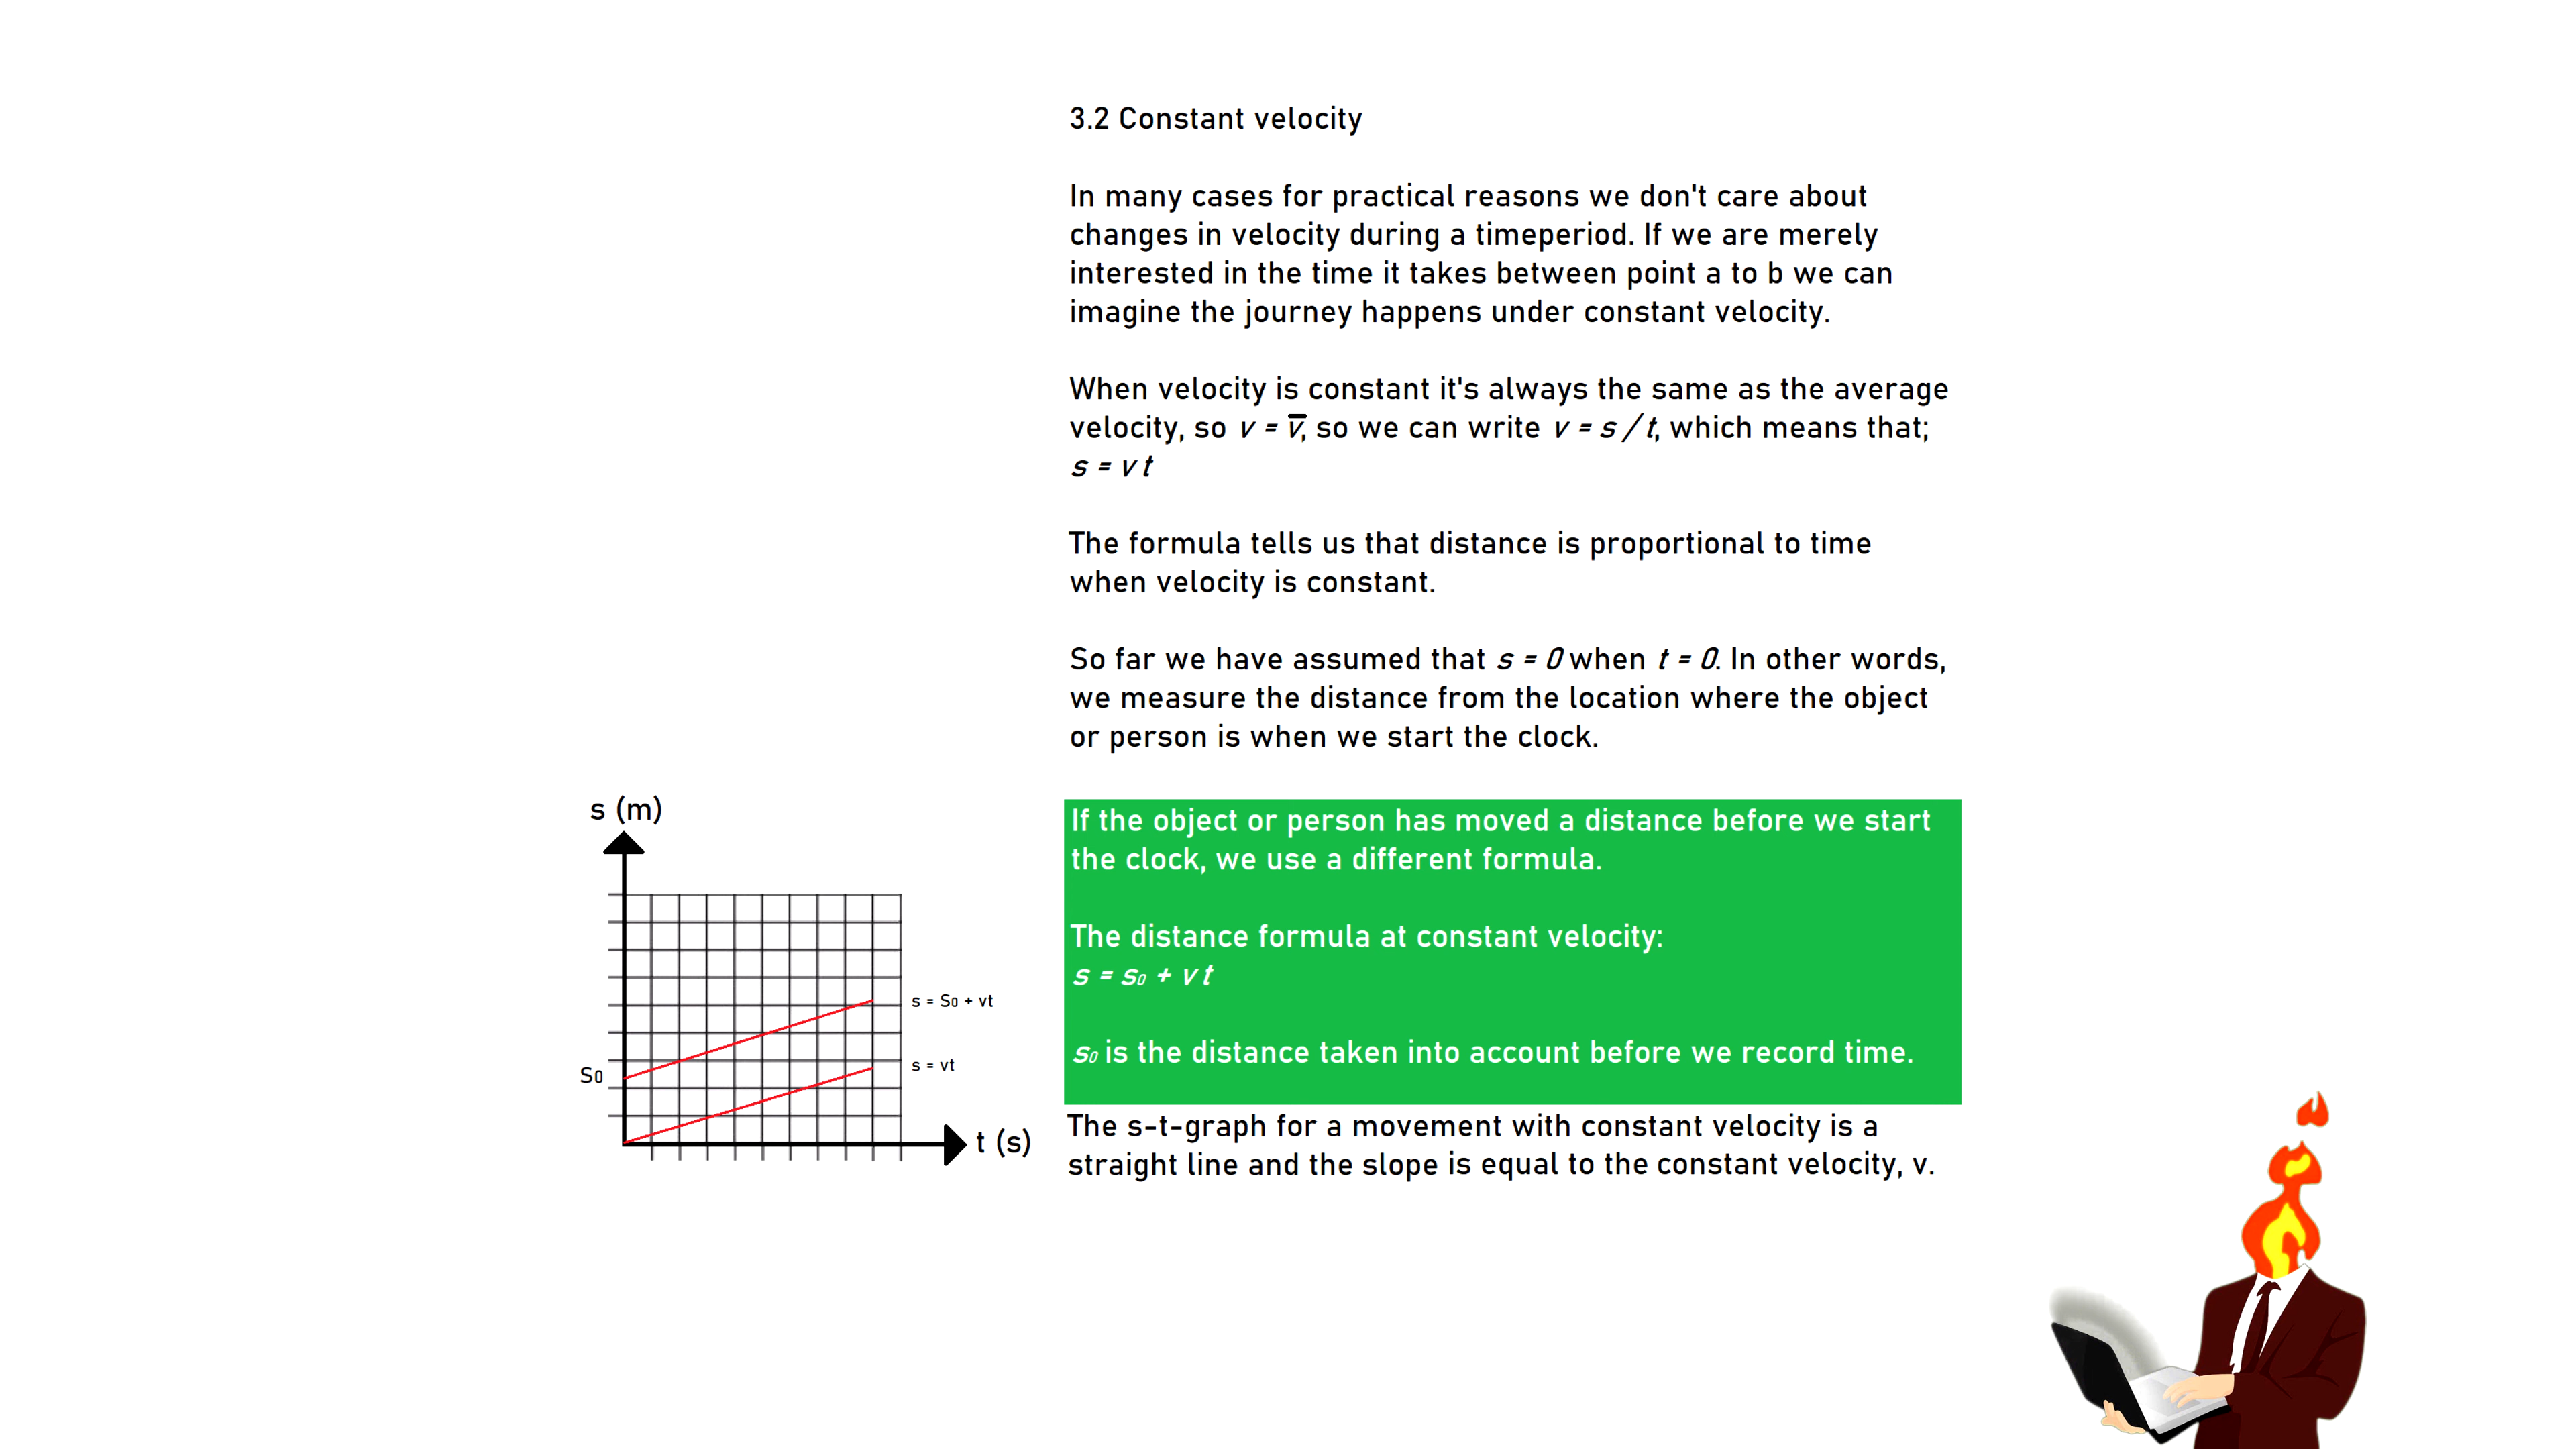 3.2 Constant velocity
In many cases for practical reasons we don't care about
changes in velocity during a timeperiod. If we are merely
interested in the time it takes between point a to b we can
imagine the journey happens under constant velocity.
When velocity is constant it's always the same as the average
velocity, so v = v̅, so we can write v = s / t, which means that;
s = v t
The formula tells us that distance is proportional to time
when velocity is constant.
So far we have assumed that s = 0 when t = 0. In other words,
we measure the distance from the location where the object
or person is when we start the clock.
If the object or person has moved a distance before we start
the clock, we use a different formula.
The distance formula at constant velocity:
s = s₀ + v t
s₀ is the distance taken into account before we record time.
The s-t-graph for a movement with constant velocity is a
straight line and the slope is equal to the constant velocity, v.
s (m)
s = S₀ + vt
s = vt
S₀
t (s)